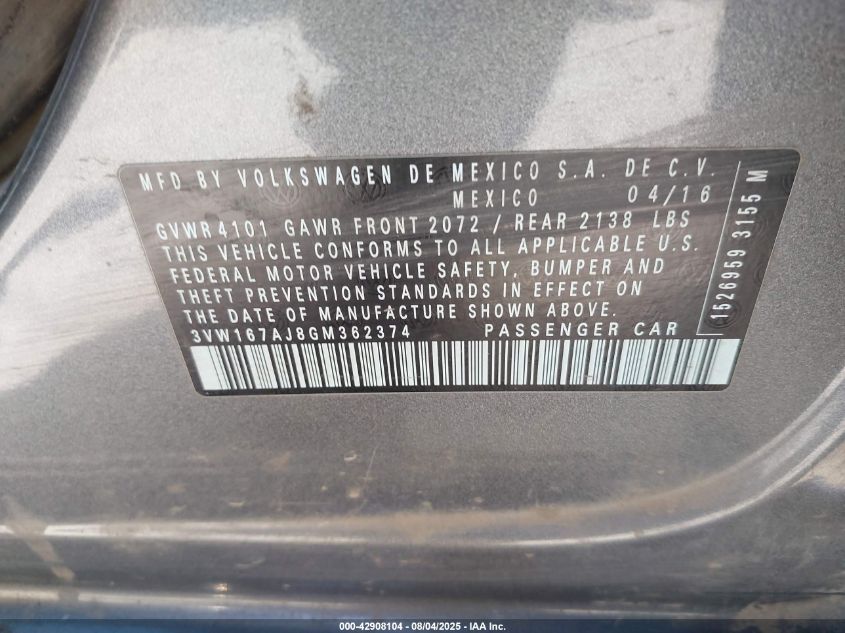 MFD BY VOLKSWAGEN DE MEXICO S.A. DE C.V.
MEXICO 04/16
GVWR 4101 GAWR FRONT 2072 / REAR 2138 LBS
THIS VEHICLE CONFORMS TO ALL APPLICABLE U.S.
FEDERAL MOTOR VEHICLE SAFETY, BUMPER AND
THEFT PREVENTION STANDARDS IN EFFECT ON
THE DATE OF MANUFACTURE SHOWN ABOVE.
3VW167AJ8GM362374 PASSENGER CAR
1526959 3155 M
000-42908104 - 08/04/2025 - IAA Inc.